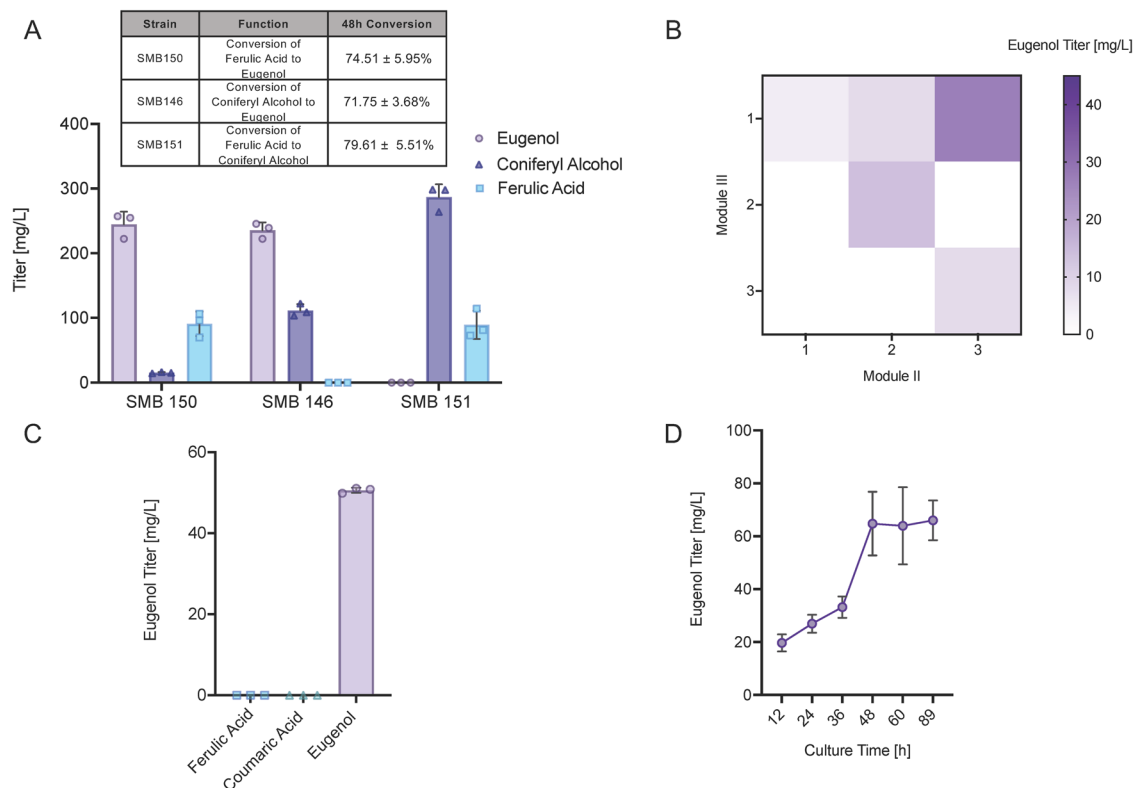 A
Strain Function 48h Conversion
SMB150 Conversion of Ferulic Acid to Eugenol 74.51 ± 5.95%
SMB146 Conversion of Coniferyl Alcohol to Eugenol 71.75 ± 3.68%
SMB151 Conversion of Ferulic Acid to Coniferyl Alcohol 79.61 ± 5.51%
Eugenol
Coniferyl Alcohol
Ferulic Acid
Titer [mg/L]
400
300
200
100
0
SMB 150 SMB 146 SMB 151
B
Eugenol Titer [mg/L]
Module III
1
2
3
1 2 3
Module II
40
30
20
10
0
C
Eugenol Titer [mg/L]
60
40
20
0
Ferulic Acid
Coumaric Acid
Eugenol
D
Eugenol Titer [mg/L]
100
80
60
40
20
0
12 24 36 48 60 89
Culture Time [h]